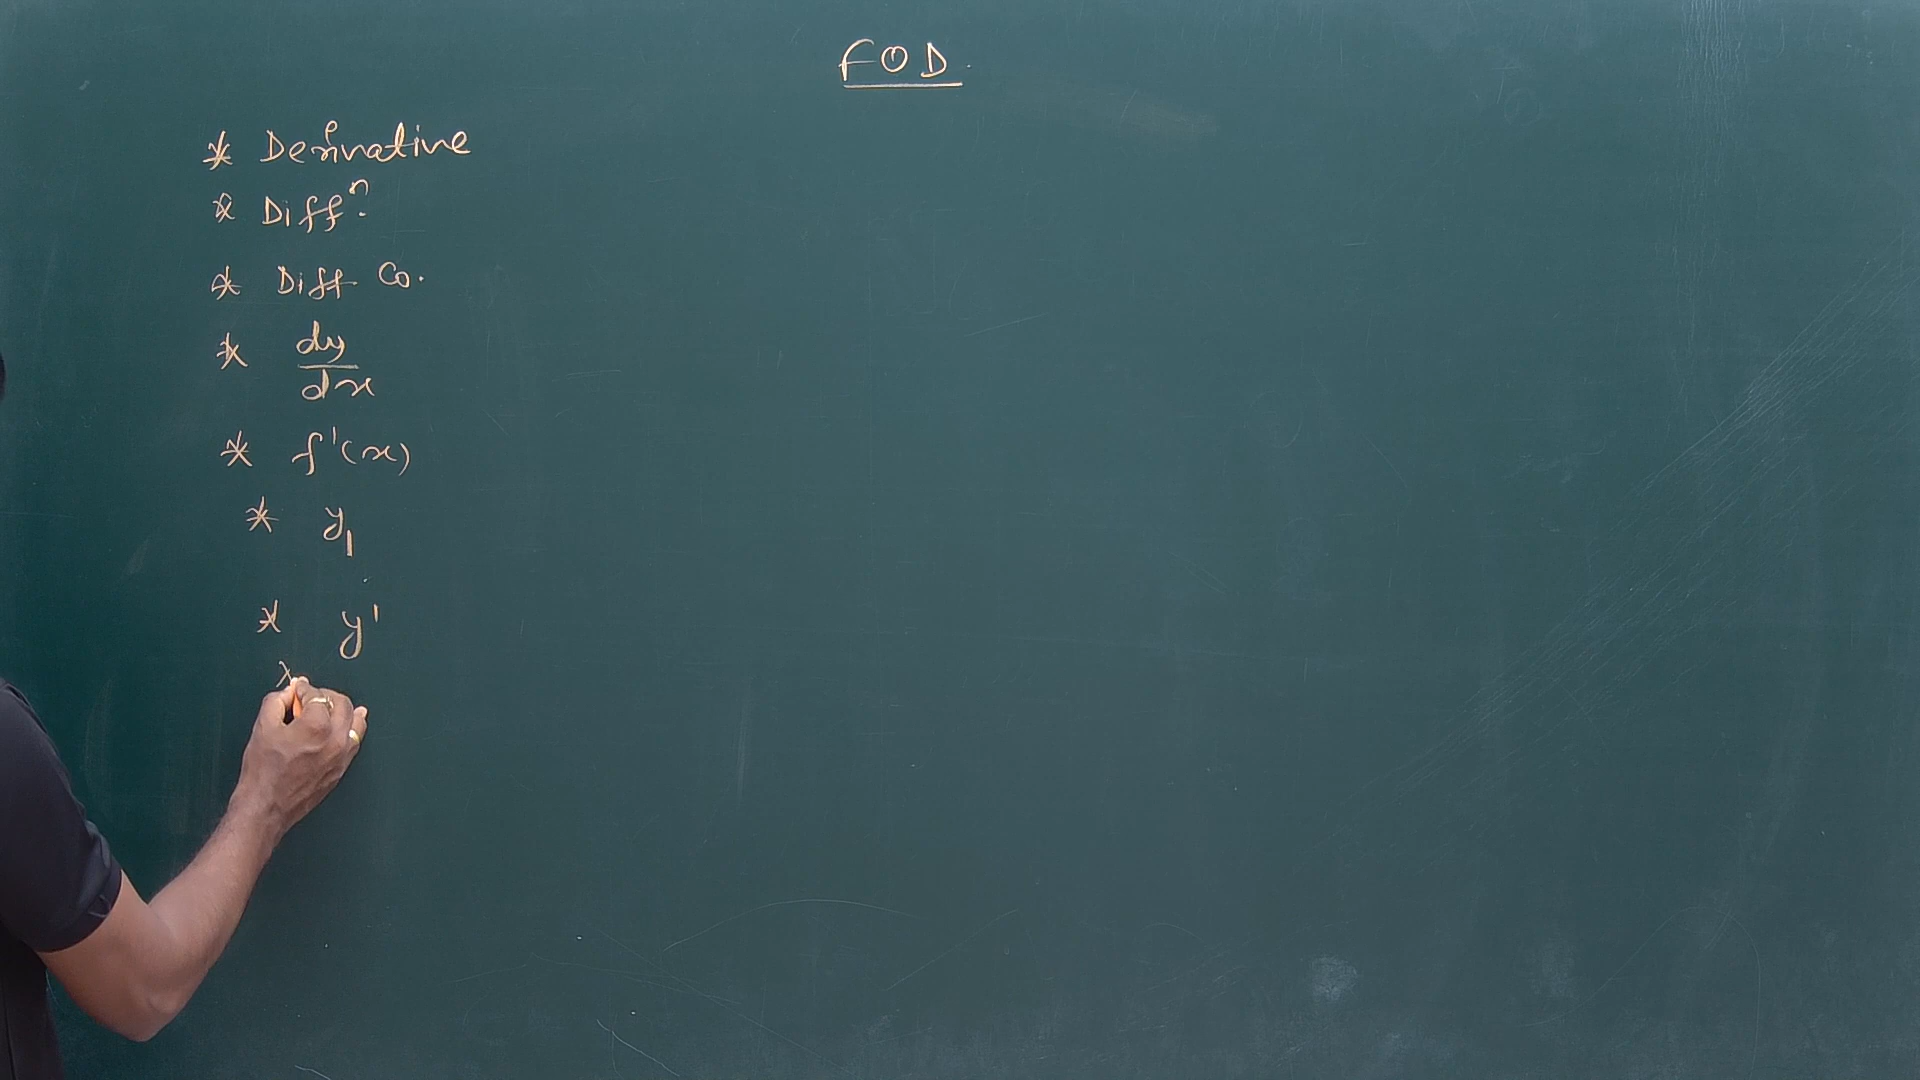 FOD.
* Derivative
* Diffⁿ.
* Diff Co.
* dy/dx
* f'(x)
* y₁
* y'
*